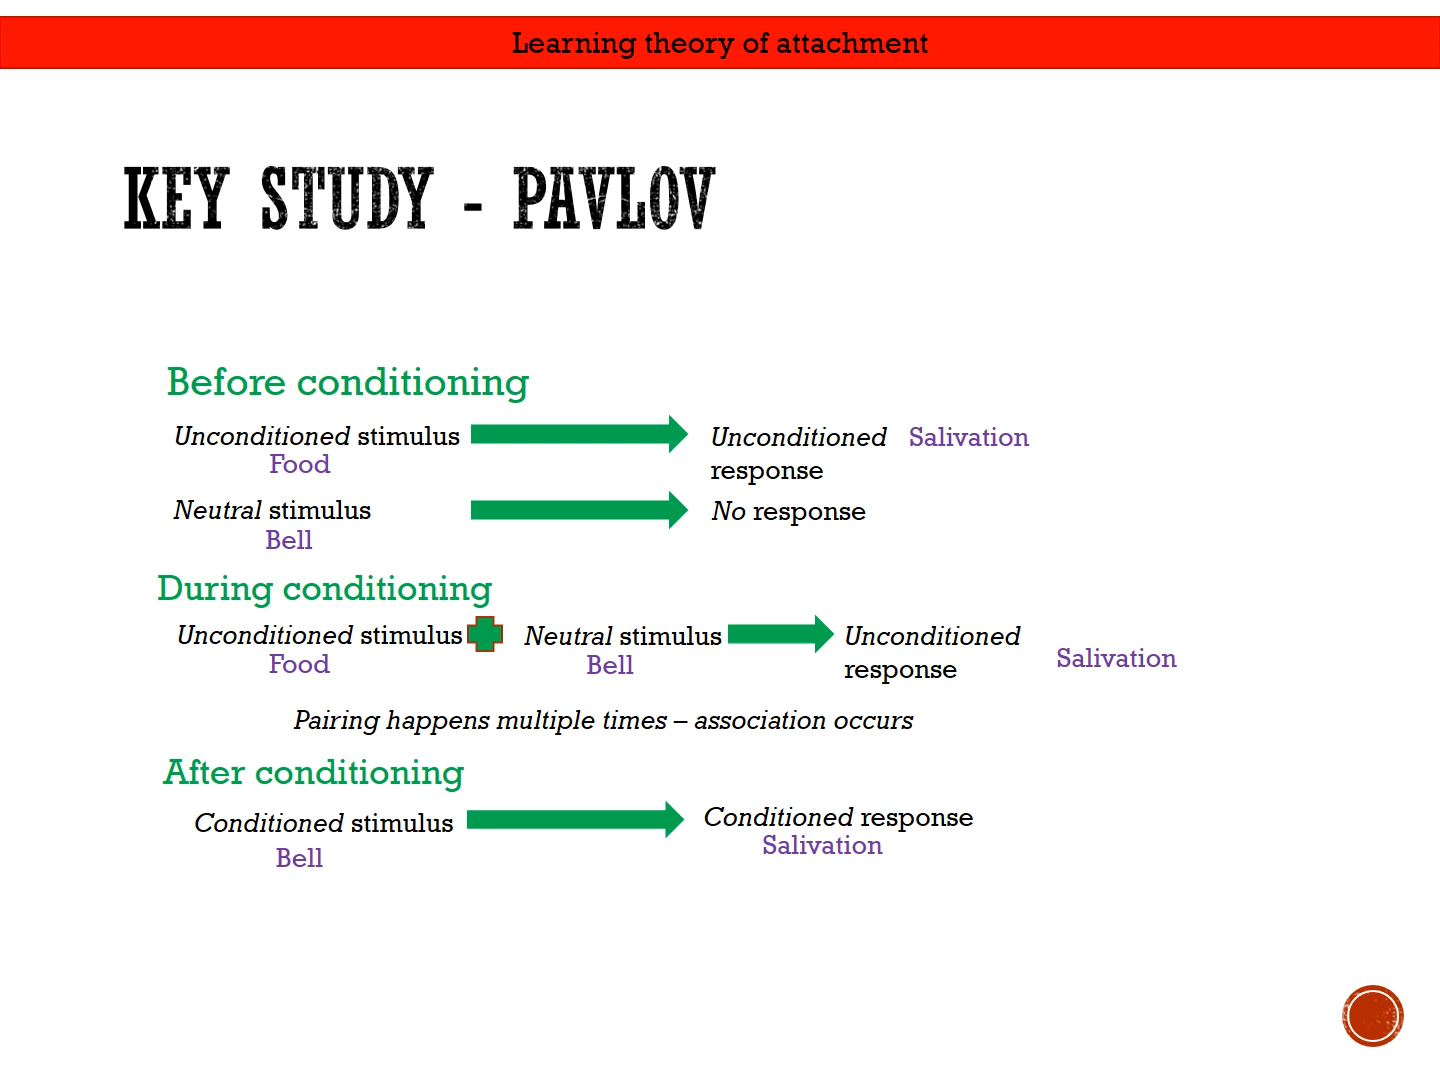 Learning theory of attachment
KEY STUDY - PAVLOV
Before conditioning
Unconditioned stimulus
Food
Unconditioned Salivation
response
Neutral stimulus
Bell
No response
During conditioning
Unconditioned stimulus
Food
Neutral stimulus
Bell
Unconditioned
response
Salivation
Pairing happens multiple times – association occurs
After conditioning
Conditioned stimulus
Bell
Conditioned response
Salivation